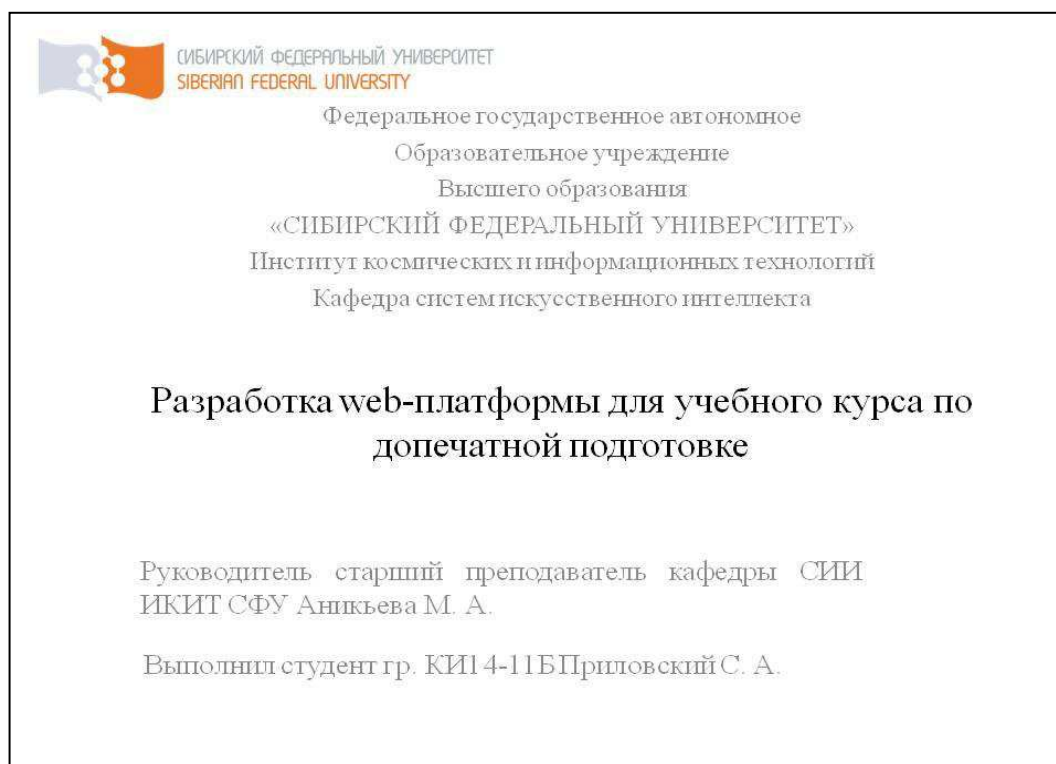 СИБИРСКИЙ ФЕДЕРАЛЬНЫЙ УНИВЕРСИТЕТ
SIBERIAN FEDERAL UNIVERSITY
Федеральное государственное автономное
Образовательное учреждение
Высшего образования
«СИБИРСКИЙ ФЕДЕРАЛЬНЫЙ УНИВЕРСИТЕТ»
Институт космических и информационных технологий
Кафедра систем искусственного интеллекта
Разработка web-платформы для учебного курса по
допечатной подготовке
Руководитель старший преподаватель кафедры СИИ
ИКИТ СФУ Аникьева М. А.
Выполнил студент гр. КИ14-11БПриловский С. А.